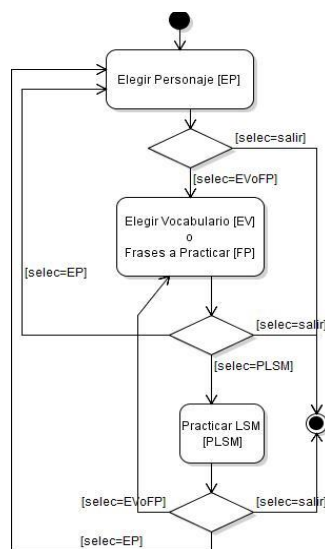 Elegir Personaje [EP]
[selec=salir]
[selec=EVoFP]
Elegir Vocabulario [EV]
o
Frases a Practicar [FP]
[selec=EP]
[selec=salir]
[selec=PLSM]
Practicar LSM
[PLSM]
[selec=EVoFP]
[selec=salir]
[selec=EP]